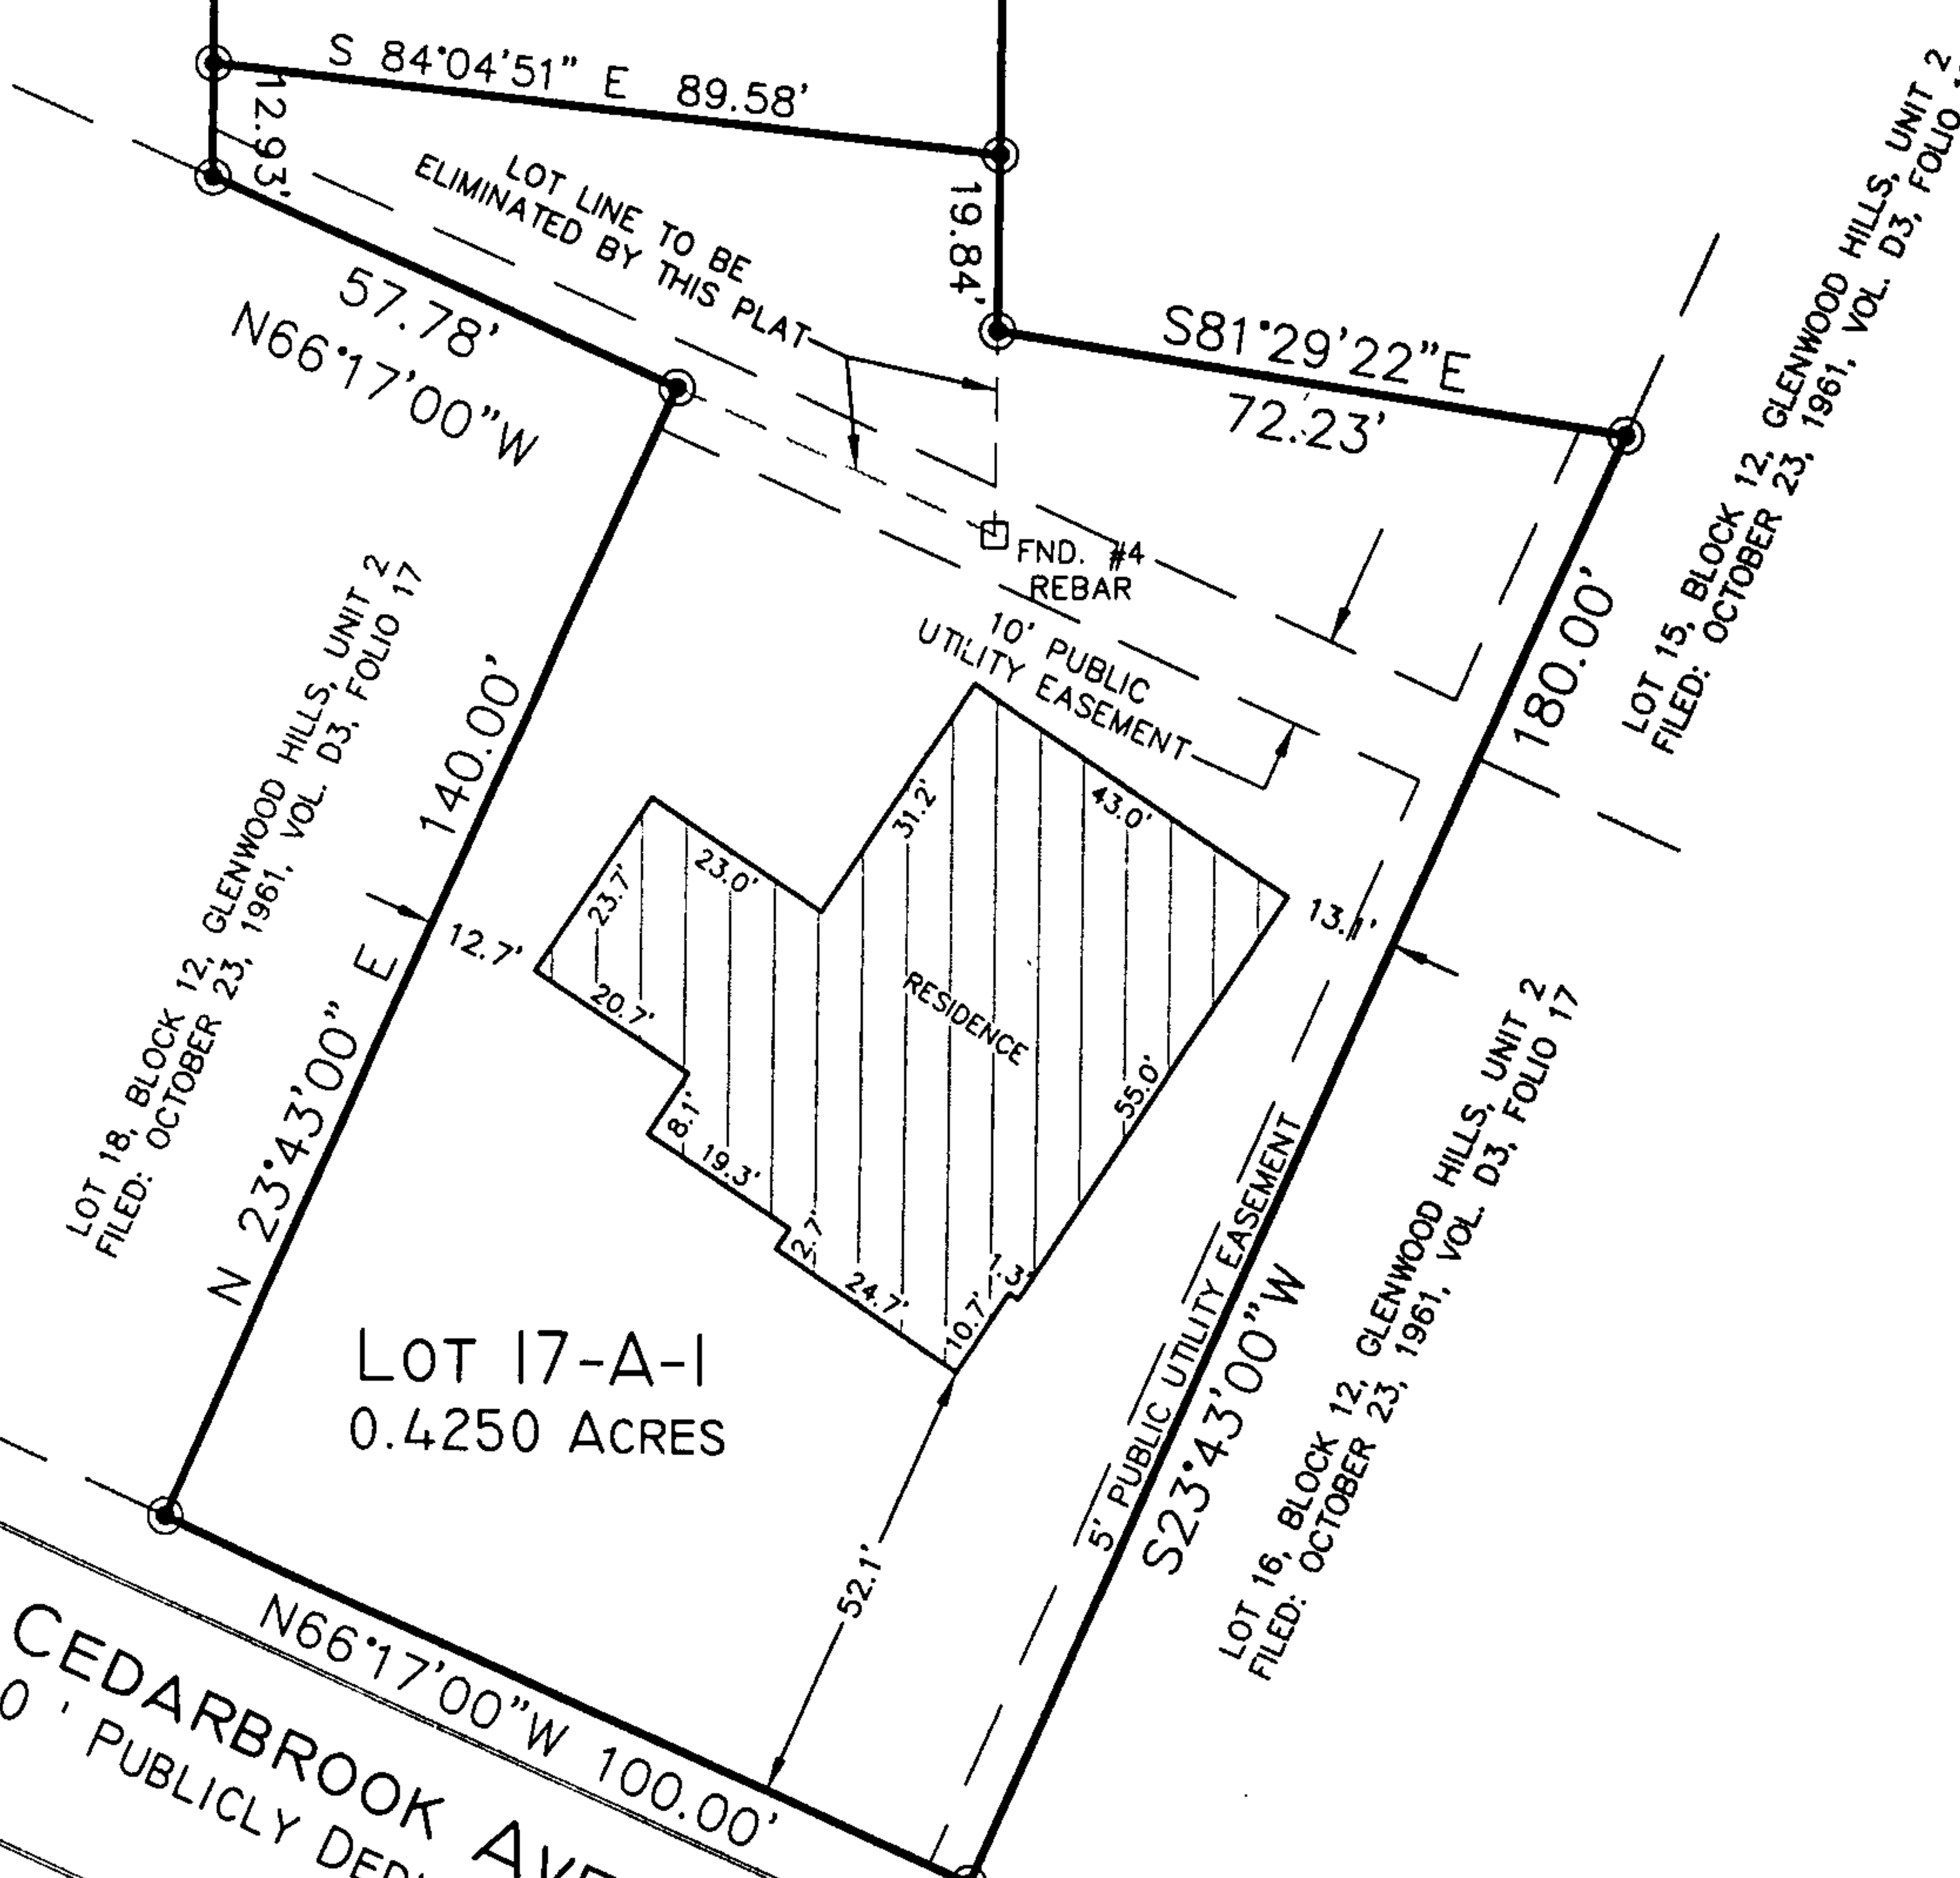 S 84°04'51" E 89.58'
12.93'
LOT LINE TO BE
ELIMINATED BY THIS PLAT
19.84'
57.78'
N66°17'00"W
S81°29'22"E
72.23'
FND. #4
REBAR
10' PUBLIC
UTILITY EASEMENT
180.00'
LOT 15, BLOCK 12, GLENWOOD HILLS, UNIT 2
FILED: OCTOBER 23, 1961, VOL. D3, FOLIO
LOT 18, BLOCK 12, GLENWOOD HILLS, UNIT 2
FILED: OCTOBER 23, 1961, VOL. D3, FOLIO 17
N 23°43'00" E 140.00'
12.7'
23.7'
23.0'
31.2'
43.0'
13.1'
20.7'
RESIDENCE
8.1'
19.3'
55.0'
2.7'
24.7'
1.3'
10.7'
52.1'
5' PUBLIC UTILITY EASEMENT
S23°43'00"W
LOT 16, BLOCK 12, GLENWOOD HILLS, UNIT 2
FILED: OCTOBER 23, 1961, VOL. D3, FOLIO 17
LOT 17-A-1
0.4250 ACRES
N66°17'00"W 100.00'
CEDARBROOK AVE
0 ' PUBLICLY DEDI